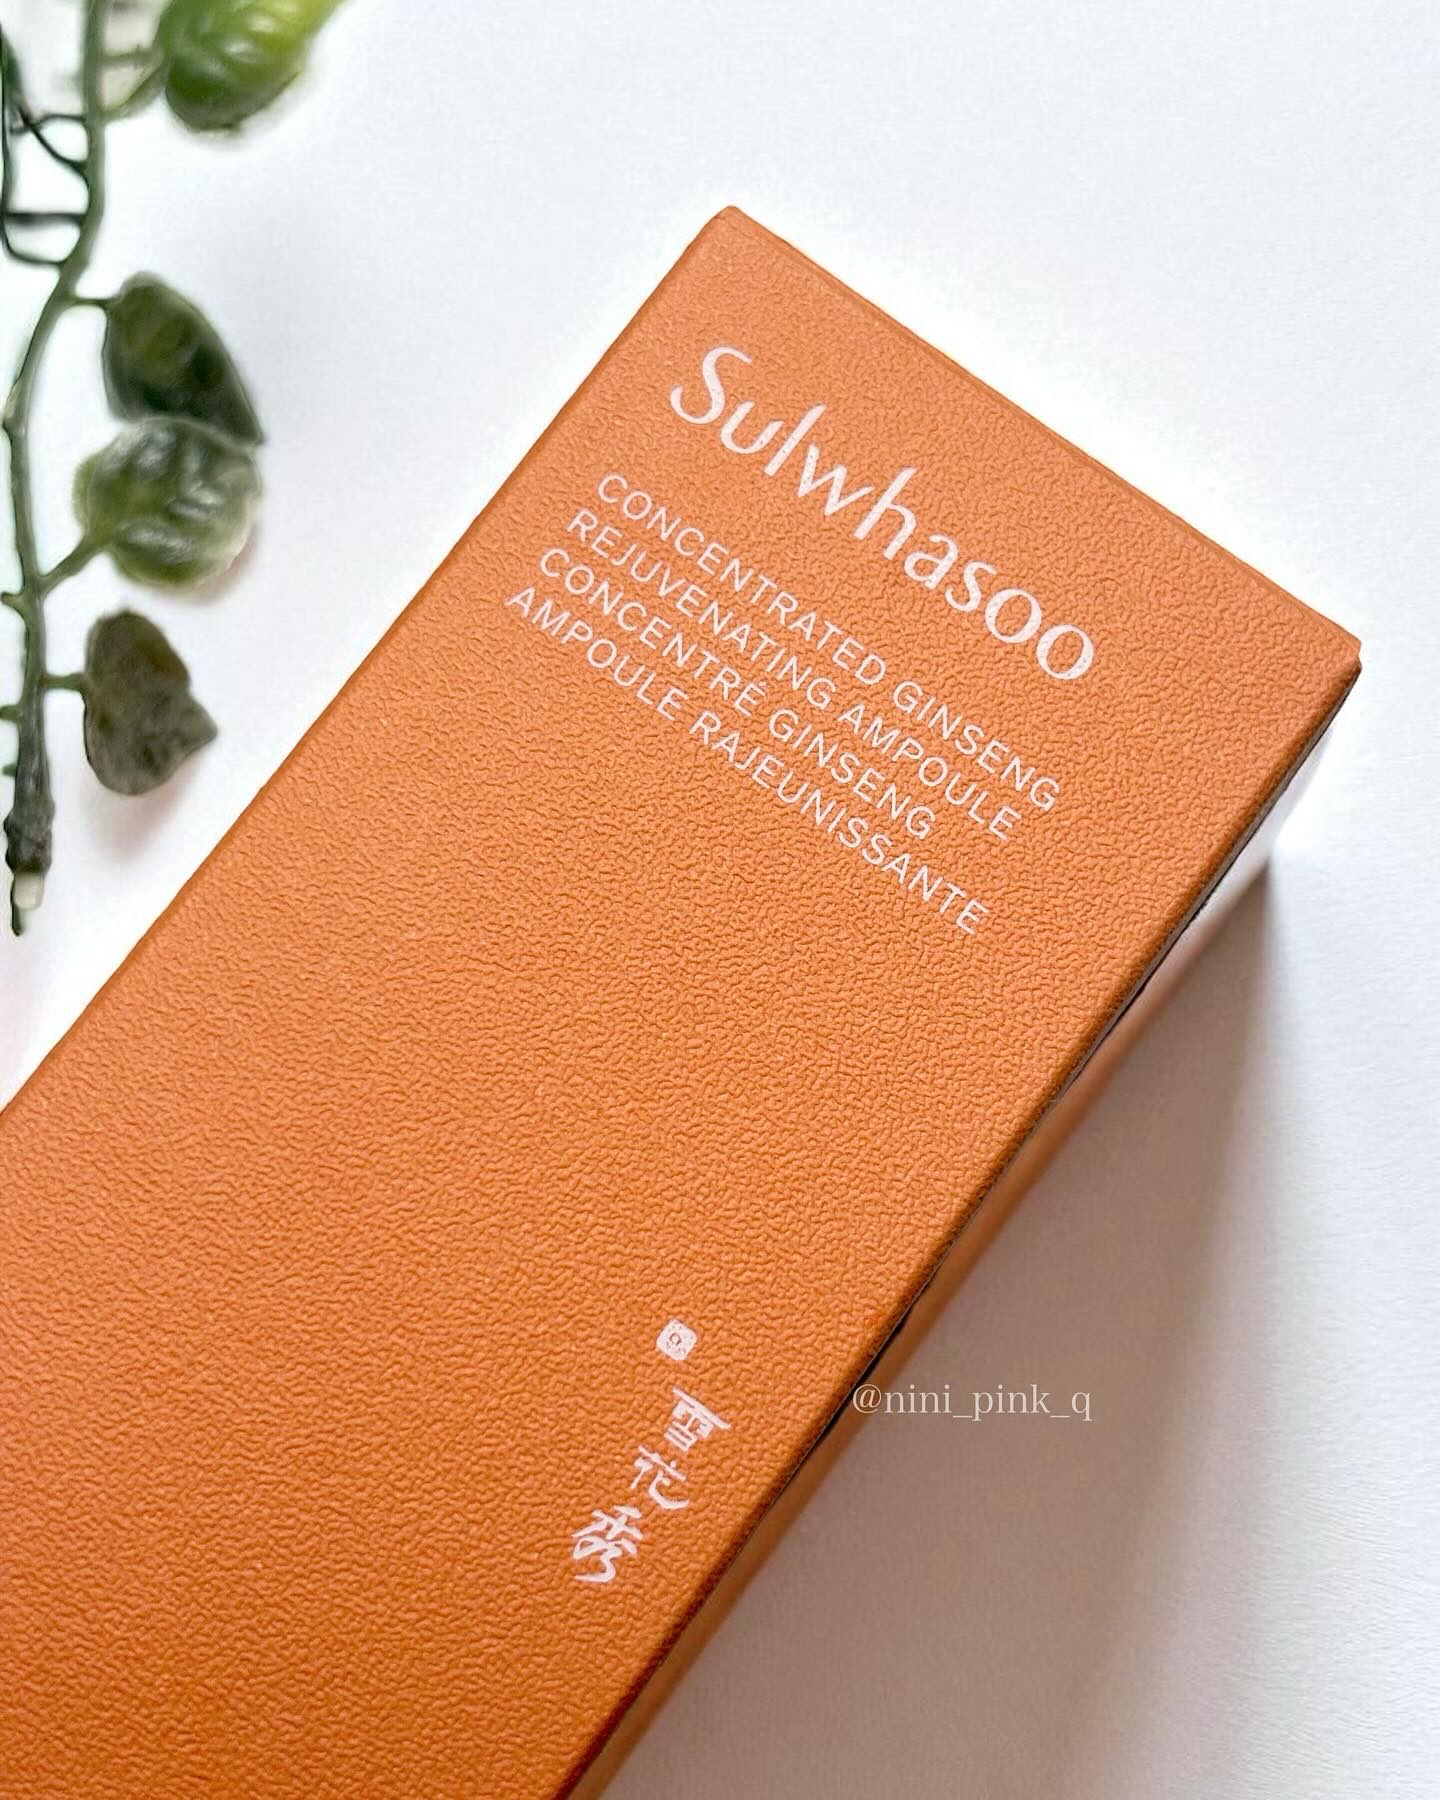 Sulwhasoo
CONCENTRATED GINSENG
REJUVENATING AMPOULE
CONCENTRÉ GINSENG
AMPOULE RAJEUNISSANTE
雪花秀
@nini_pink_q